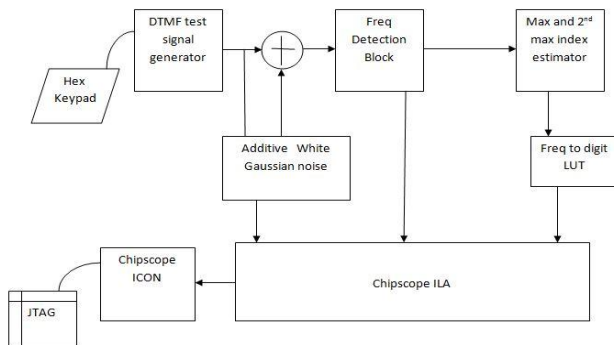 DTMF test
signal
generator
Freq
Detection
Block
Max and 2nd
max index
estimator
Hex
Keypad
Additive White
Gaussian noise
Freq to digit
LUT
Chipscope
ICON
Chipscope ILA
JTAG